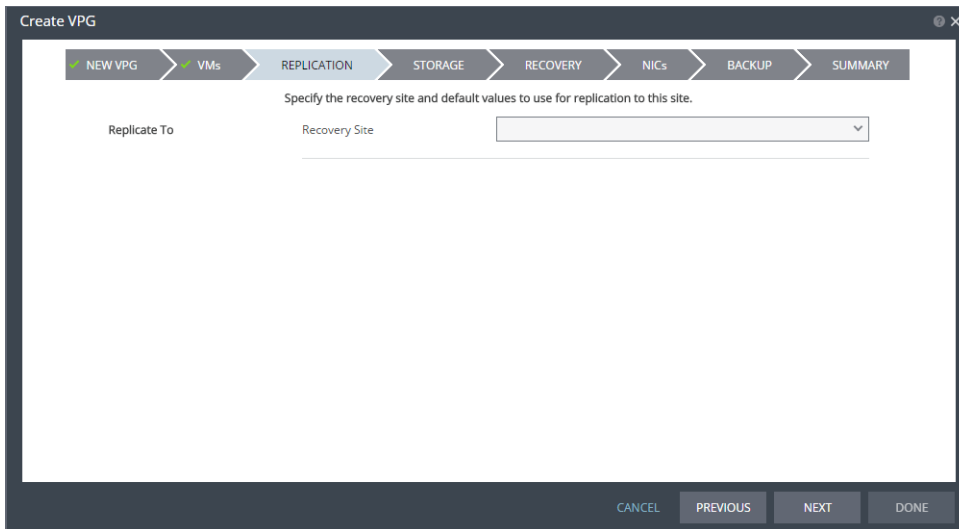 Create VPG
NEW VPG VMs REPLICATION STORAGE RECOVERY NICs BACKUP SUMMARY
Specify the recovery site and default values to use for replication to this site.
Replicate To Recovery Site
CANCEL PREVIOUS NEXT DONE